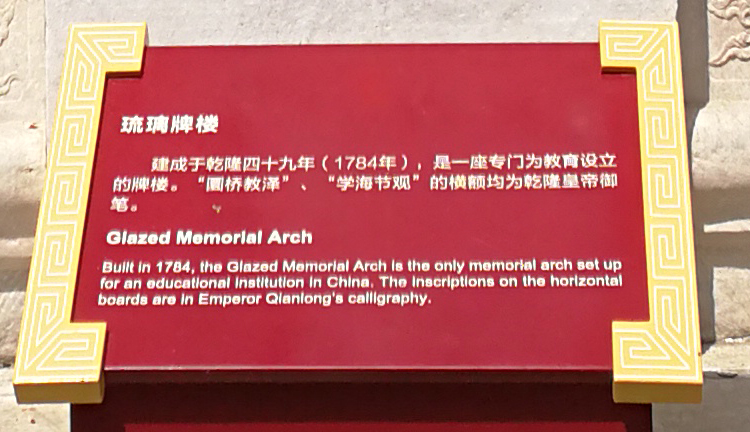 琉璃牌楼
建成于乾隆四十九年（1784年），是一座专门为教育设立
的牌楼。“圜桥教泽”、“学海节观”的横额均为乾隆皇帝御
笔。
Glazed Memorial Arch
Built in 1784, the Glazed Memorial Arch is the only memorial arch set up
for an educational institution in China. The inscriptions on the horizontal
boards are in Emperor Qianlong's calligraphy.